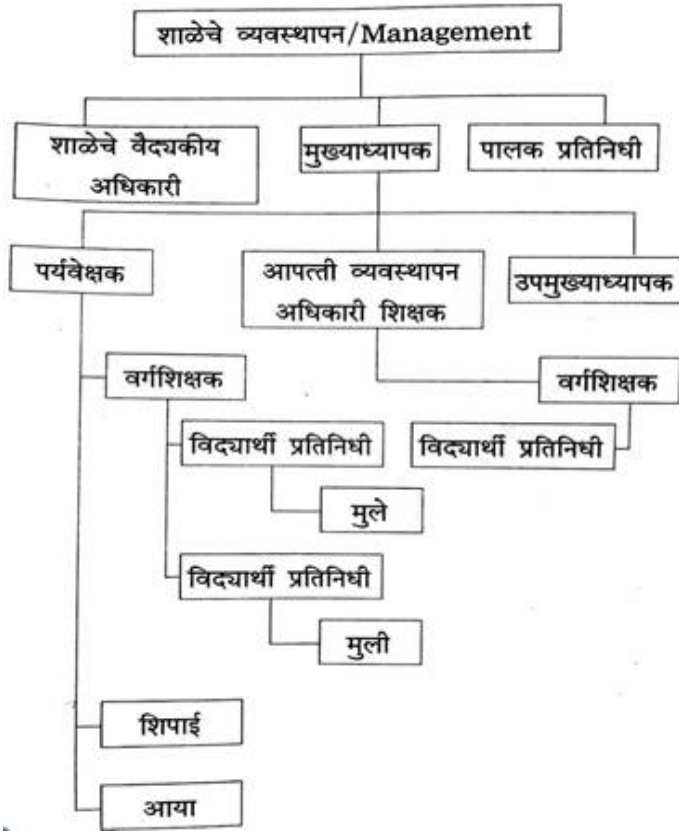 शाळेचे व्यवस्थापन/Management
शाळेचे वैद्यकीय
अधिकारी
मुख्याध्यापक
पालक प्रतिनिधी
पर्यवेक्षक
आपत्ती व्यवस्थापन
अधिकारी शिक्षक
उपमुख्याध्यापक
वर्गशिक्षक
वर्गशिक्षक
विद्यार्थी प्रतिनिधी
विद्यार्थी प्रतिनिधी
मुले
विद्यार्थी प्रतिनिधी
मुली
शिपाई
आया